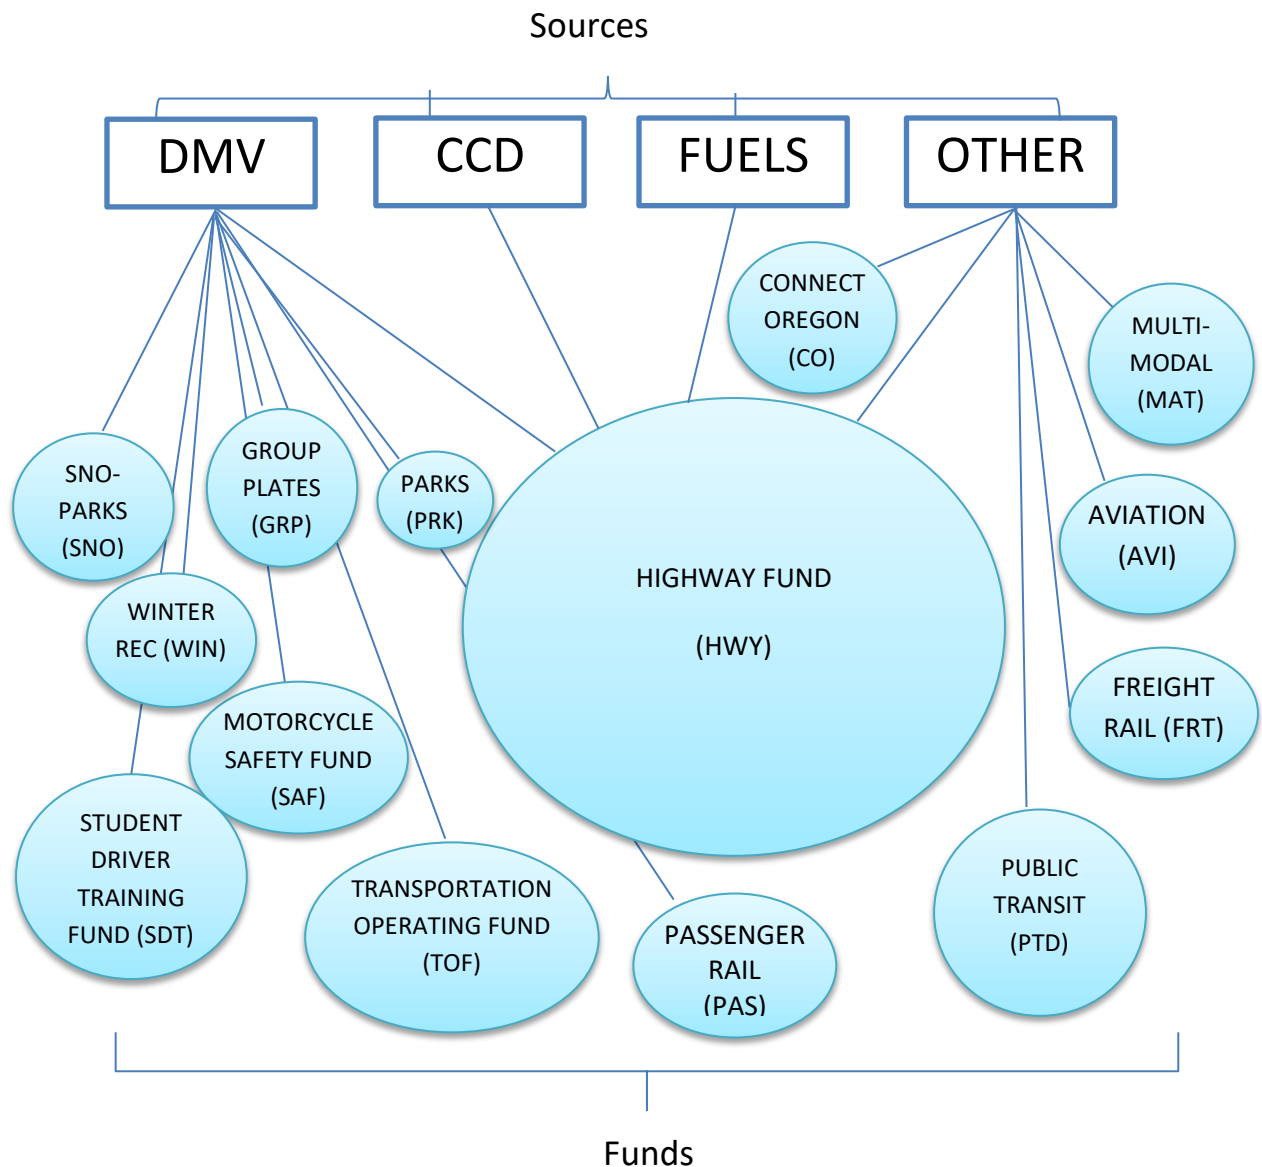 Sources
DMV
CCD
FUELS
OTHER
CONNECT
OREGON
(CO)
MULTI-
MODAL
(MAT)
SNO-
PARKS
(SNO)
GROUP
PLATES
(GRP)
PARKS
(PRK)
AVIATION
(AVI)
HIGHWAY FUND
(HWY)
WINTER
REC (WIN)
FREIGHT
RAIL (FRT)
MOTORCYCLE
SAFETY FUND
(SAF)
STUDENT
DRIVER
TRAINING
FUND (SDT)
TRANSPORTATION
OPERATING FUND
(TOF)
PASSENGER
RAIL
(PAS)
PUBLIC
TRANSIT
(PTD)
Funds